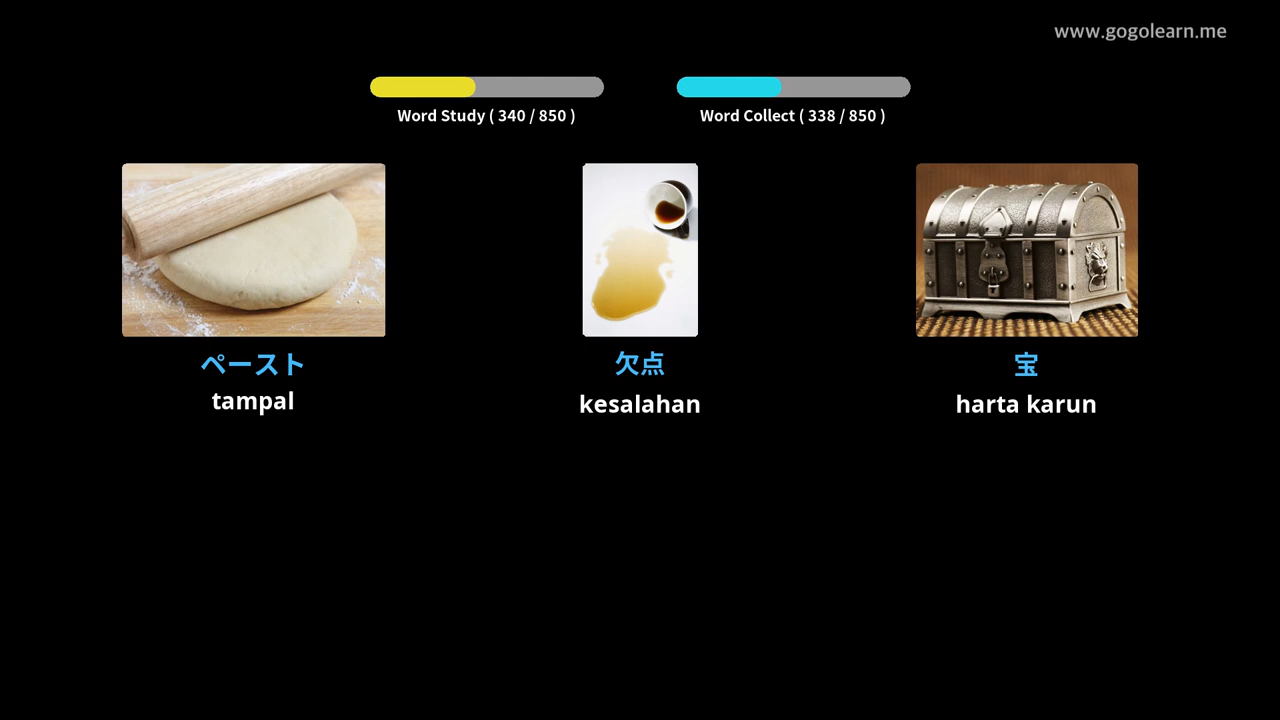 www.gogolearn.me
Word Study ( 340 / 850 )
Word Collect ( 338 / 850 )
ペースト
tampal
欠点
kesalahan
宝
harta karun